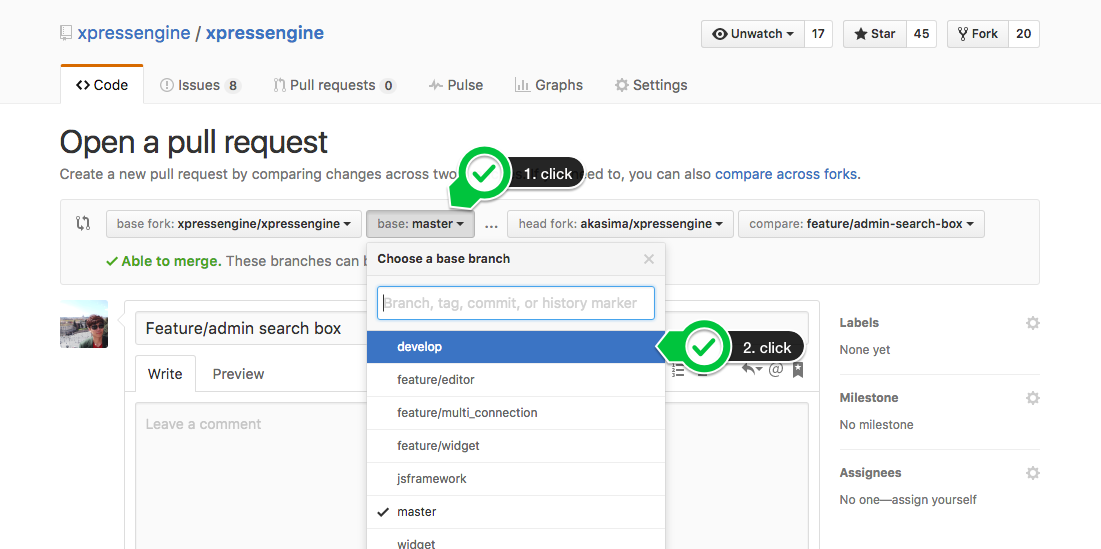 xpressengine / xpressengine
Unwatch 17 Star 45 Fork 20
Code Issues 8 Pull requests 0 Pulse Graphs Settings
Open a pull request
Create a new pull request by comparing changes across two
1. click
need to, you can also compare across forks.
base fork: xpressengine/xpressengine base: master ... head fork: akasima/xpressengine compare: feature/admin-search-box
Able to merge. These branches can b
Choose a base branch
Branch, tag, commit, or history marker
develop
2. click
feature/editor
feature/multi_connection
feature/widget
jsframework
master
widget
Feature/admin search box
Write Preview
Leave a comment
Labels
None yet
Milestone
No milestone
Assignees
No one—assign yourself